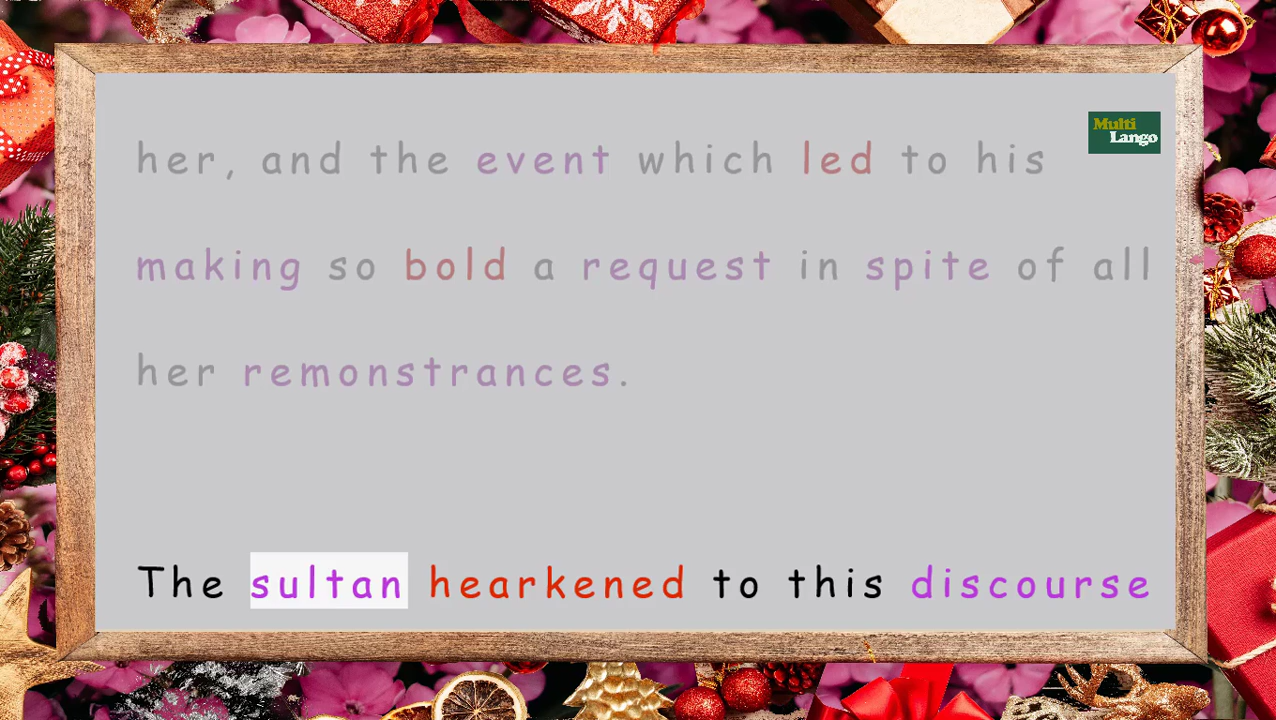 Multi
Lango
her, and the event which led to his
making so bold a request in spite of all
her remonstrances.
The sultan hearkened to this discourse